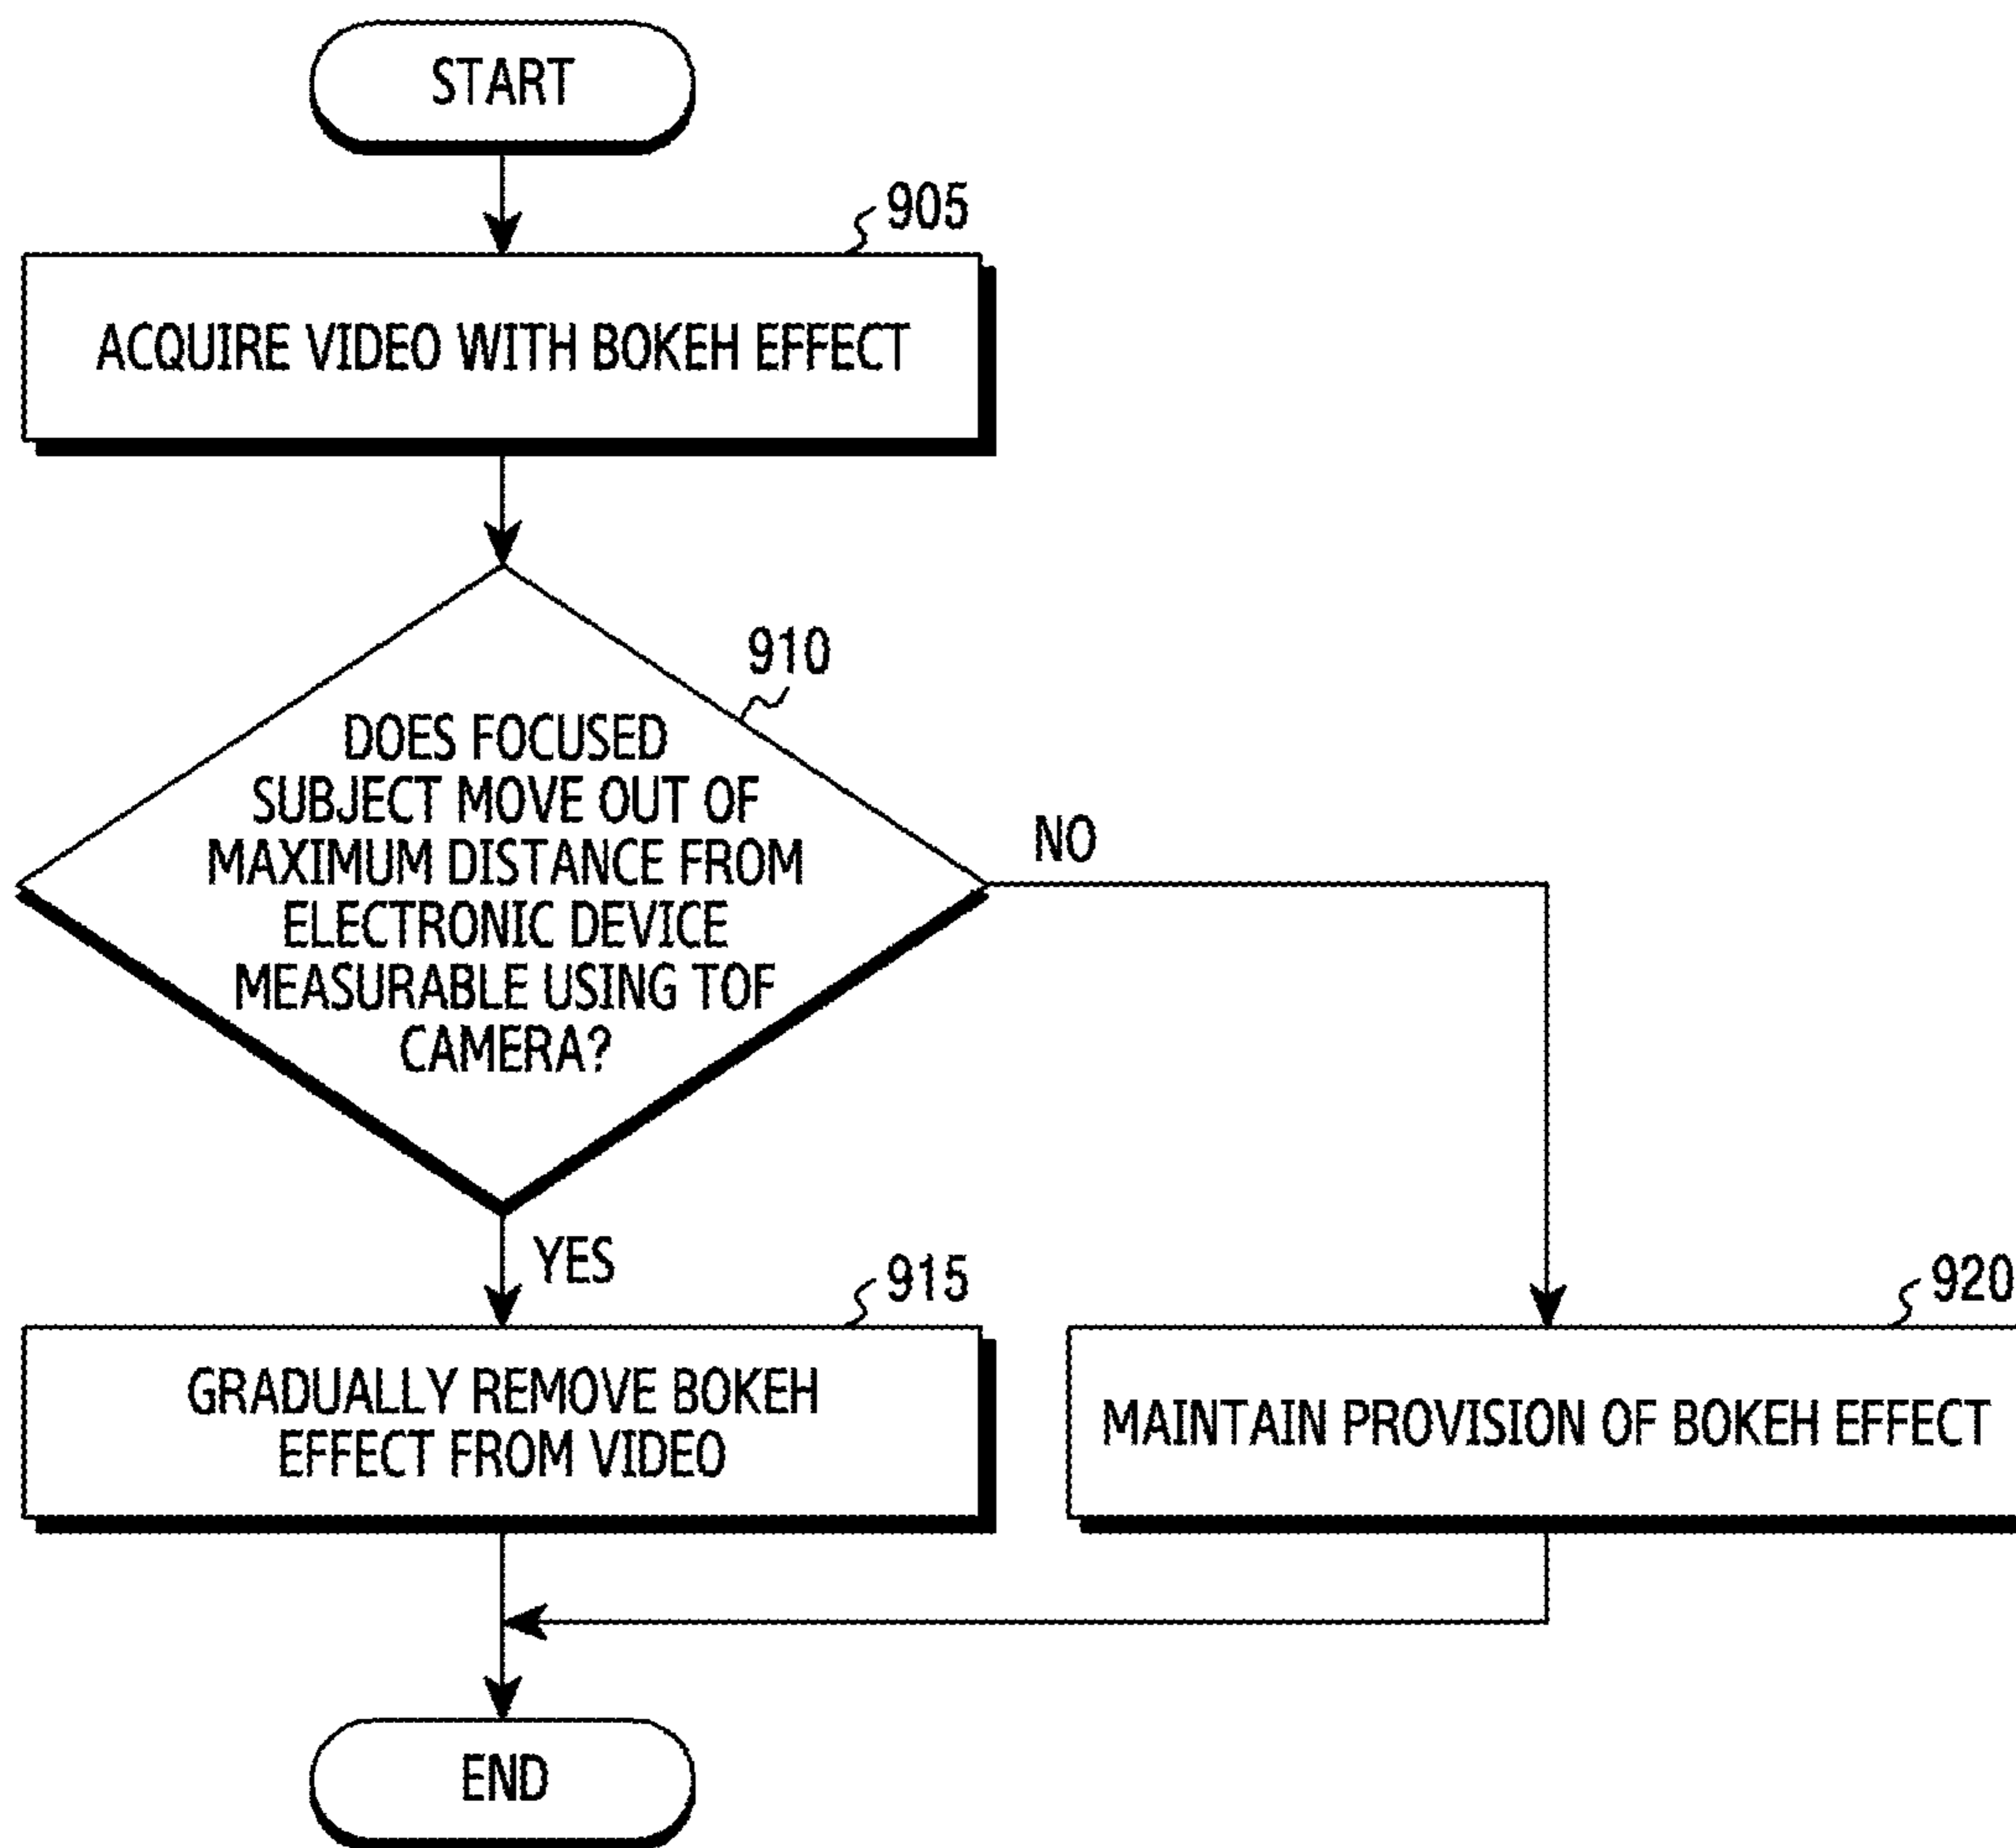 START
905
ACQUIRE VIDEO WITH BOKEH EFFECT
910
DOES FOCUSED
SUBJECT MOVE OUT OF
MAXIMUM DISTANCE FROM
ELECTRONIC DEVICE
MEASURABLE USING TOF
CAMERA?
NO
YES
915
GRADUALLY REMOVE BOKEH
EFFECT FROM VIDEO
920
MAINTAIN PROVISION OF BOKEH EFFECT
END